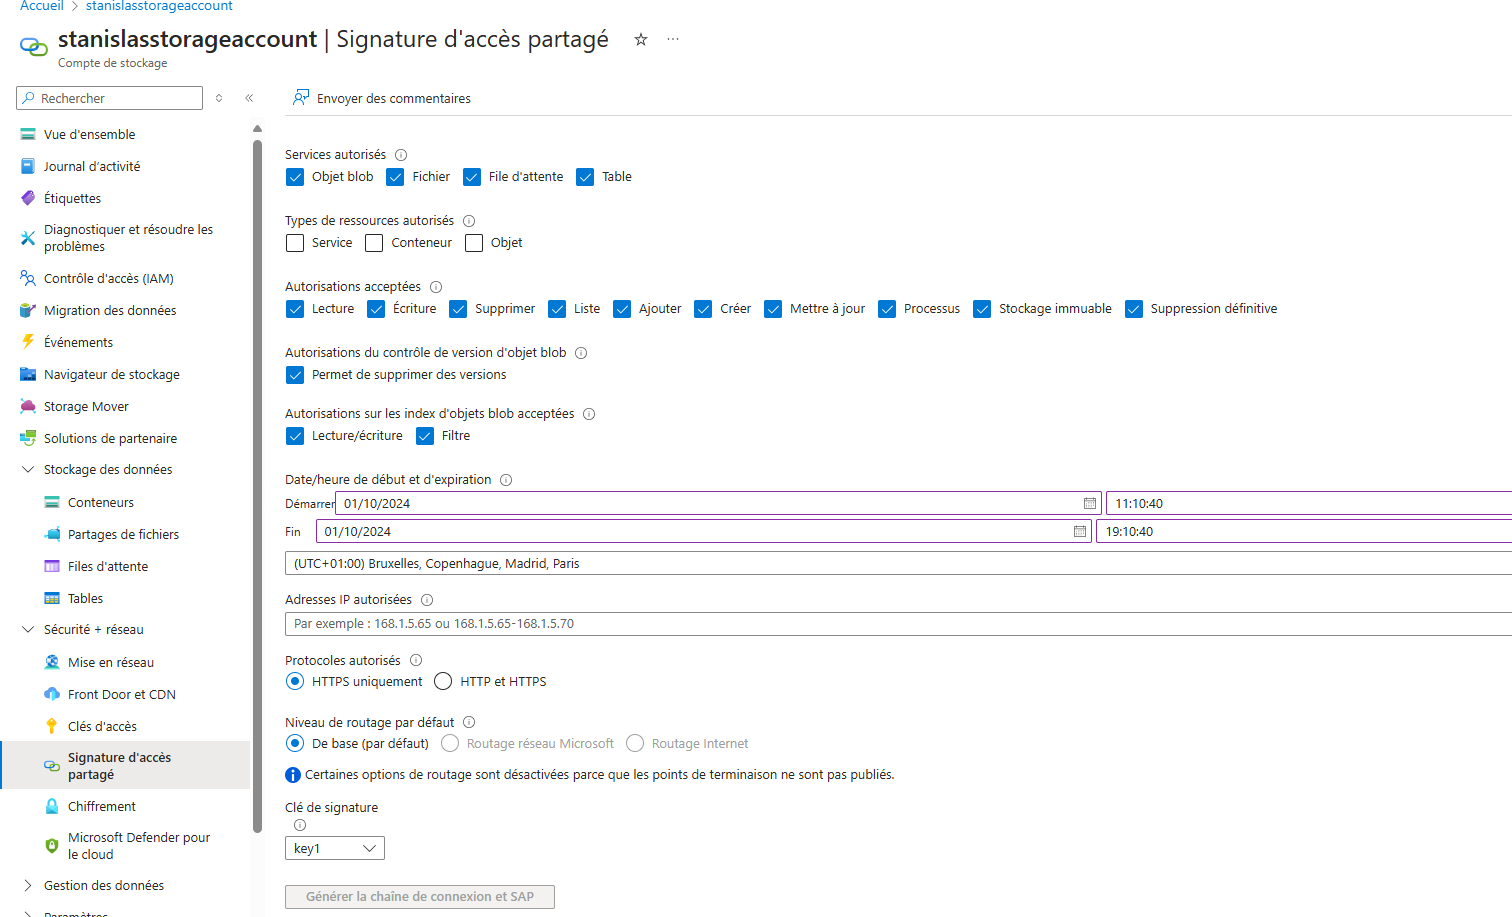 Accueil > stanislasstorageaccount
stanislasstorageaccount | Signature d'accès partagé
Compte de stockage
Rechercher
Vue d'ensemble
Journal d'activité
Étiquettes
Diagnostiquer et résoudre les
problèmes
Contrôle d'accès (IAM)
Migration des données
Événements
Navigateur de stockage
Storage Mover
Solutions de partenaire
Stockage des données
Conteneurs
Partages de fichiers
Files d'attente
Tables
Sécurité + réseau
Mise en réseau
Front Door et CDN
Clés d'accès
Signature d'accès
partagé
Chiffrement
Microsoft Defender pour
le cloud
Gestion des données
Paramètres
Envoyer des commentaires
Services autorisés
Objet blob Fichier File d'attente Table
Types de ressources autorisés
Service Conteneur Objet
Autorisations acceptées
Lecture Écriture Supprimer Liste Ajouter Créer Mettre à jour Processus Stockage immuable Suppression définitive
Autorisations du contrôle de version d'objet blob
Permet de supprimer des versions
Autorisations sur les index d'objets blob acceptées
Lecture/écriture Filtre
Date/heure de début et d'expiration
Démarrer 01/10/2024 11:10:40
Fin 01/10/2024 19:10:40
(UTC+01:00) Bruxelles, Copenhague, Madrid, Paris
Adresses IP autorisées
Par exemple : 168.1.5.65 ou 168.1.5.65-168.1.5.70
Protocoles autorisés
HTTPS uniquement HTTP et HTTPS
Niveau de routage par défaut
De base (par défaut) Routage réseau Microsoft Routage Internet
Certaines options de routage sont désactivées parce que les points de terminaison ne sont pas publiés.
Clé de signature
key1
Générer la chaîne de connexion et SAP